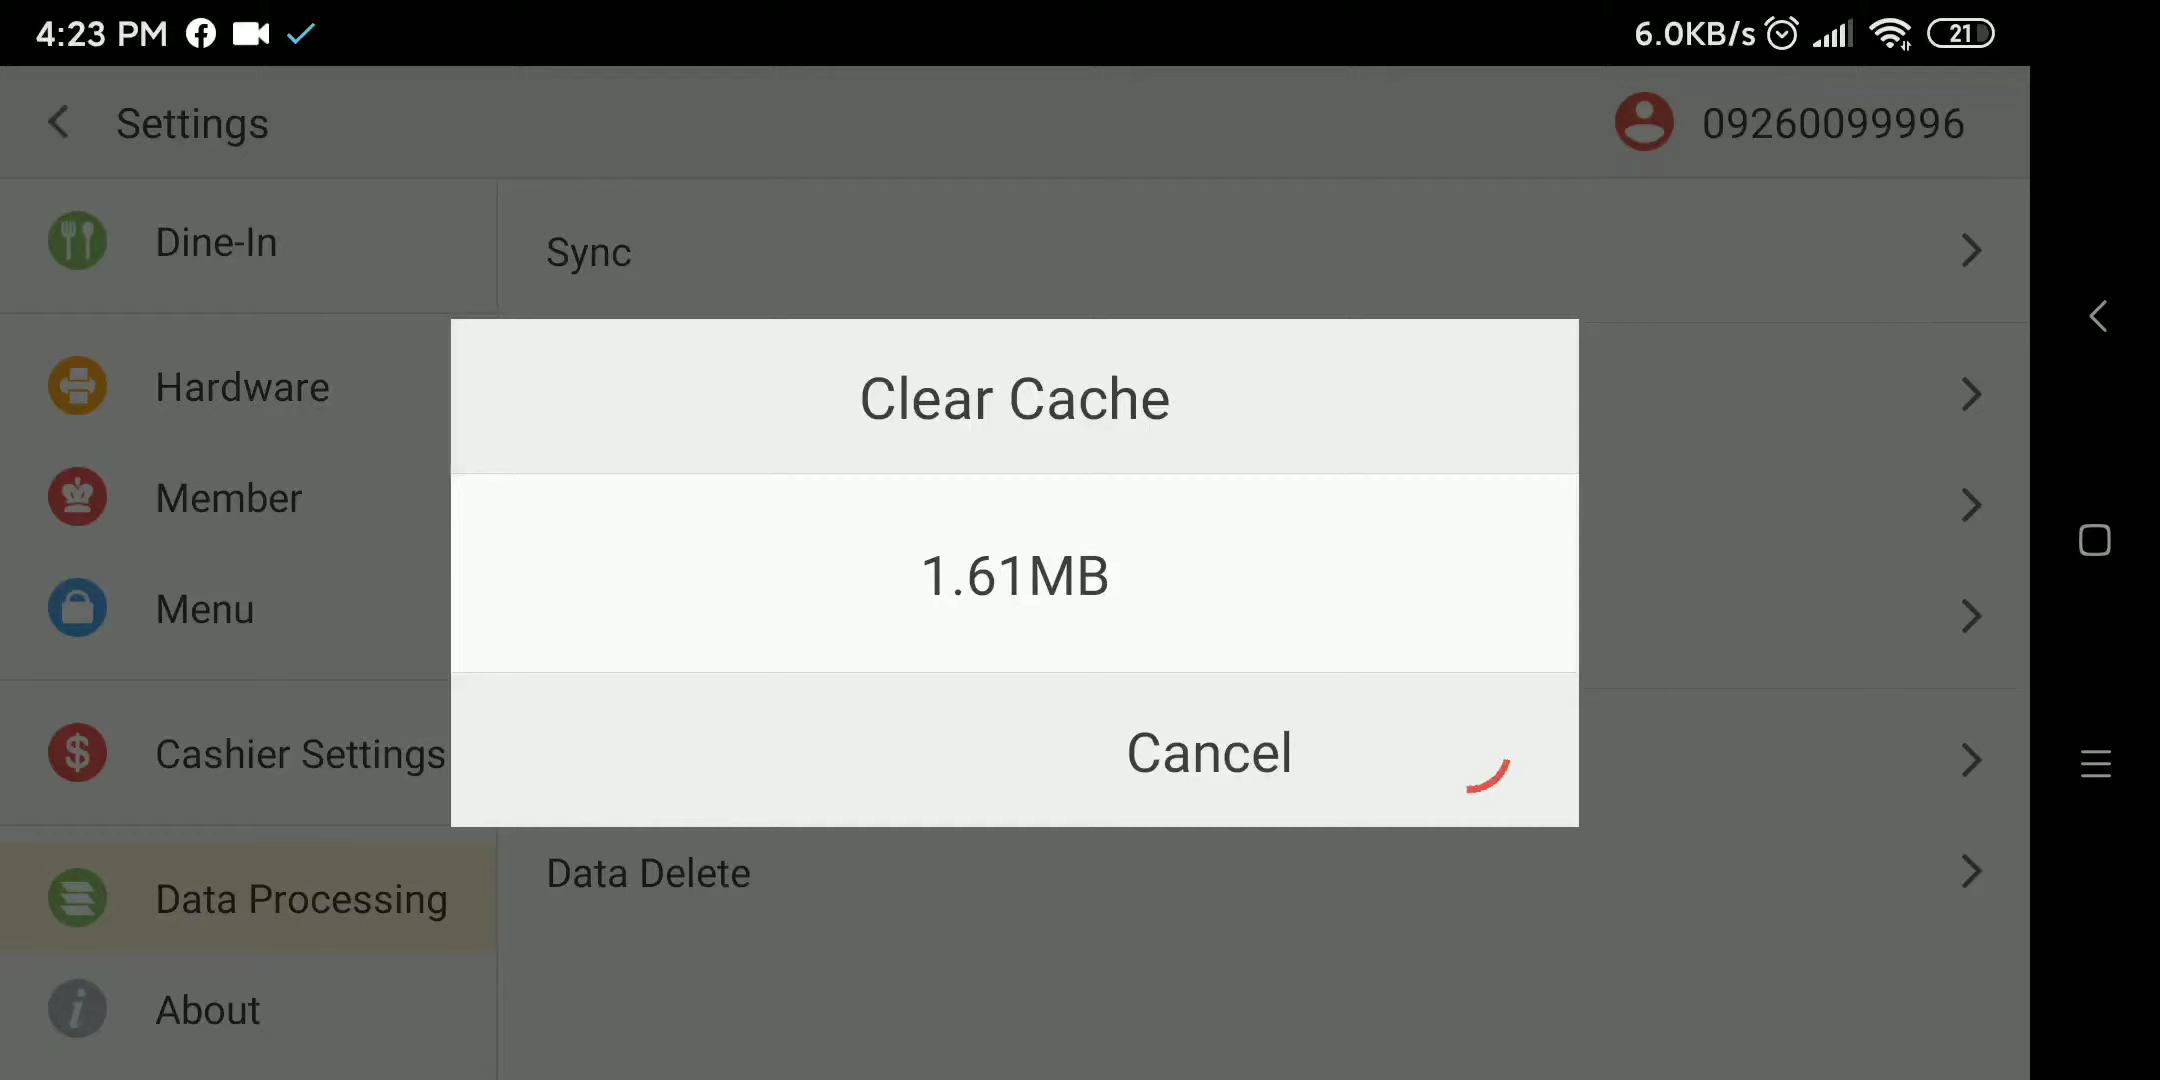 4:23 PM
6.0KB/s
21
Settings
09260099996
Dine-In
Sync
Hardware
Member
Menu
Cashier Settings
Clear Cache
1.61MB
Cancel
Data Processing
Data Delete
About